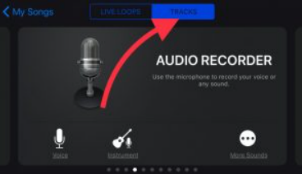 My Songs
LIVE LOOPS
TRACKS
AUDIO RECORDER
Use the microphone to record your voice or
any sound.
Voice
Instrument
More Sounds